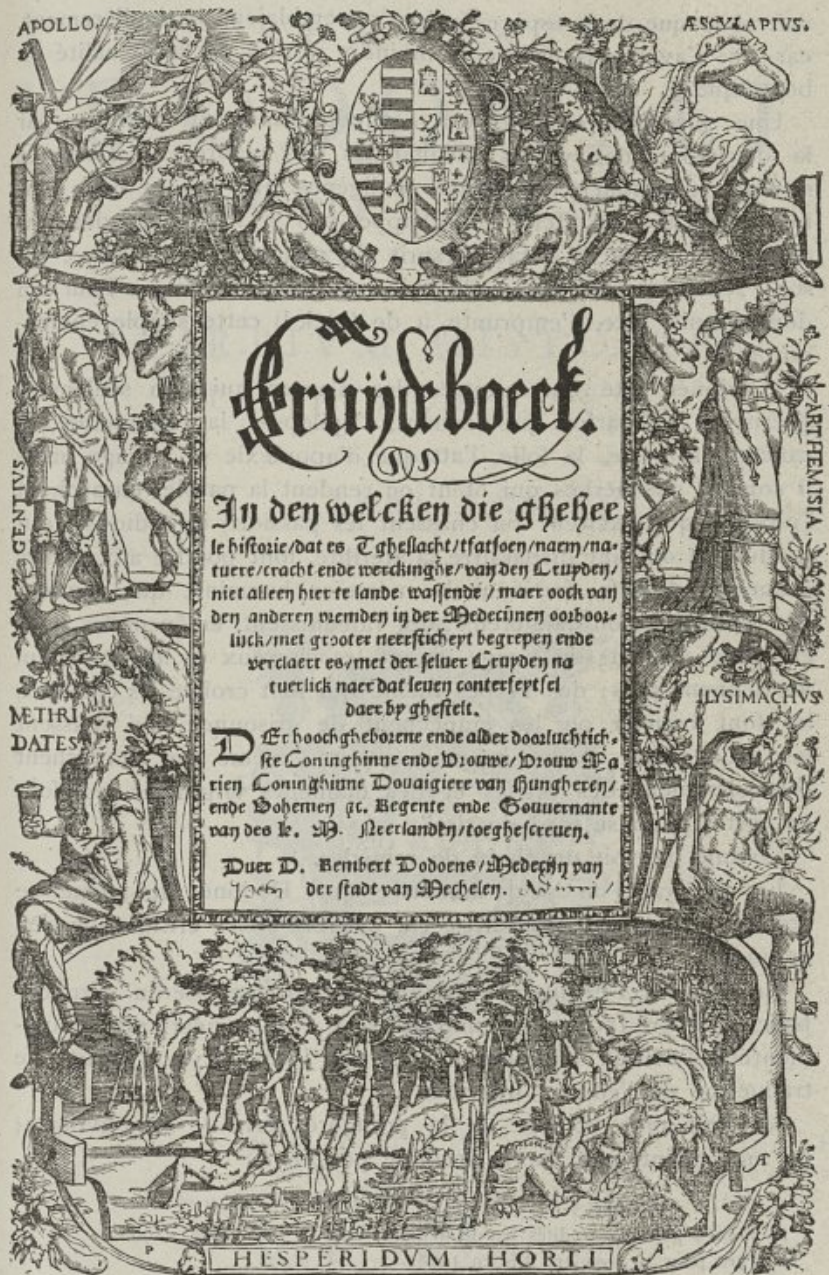 APOLLO.
ÆSCVLAPIVS.
GENTIVS
ARTHEMISIA
METHRI
DATES
LYSIMACHVS
Cruÿdeboeck.
In den welcken die ghehee
le historie/dat es Tgheslacht/tfatsoen/naem/na-
tuere/cracht ende werckinghe/van den Cruyden/
niet alleen hier te lande wassende/maer oock van
den anderen vremden in der Medecijnen oorboor-
lijck/met grooter neersticheyt begrepen ende
verclaert es/met der seluer Cruyden na
tuerlick naer dat leuen conterfeytsel
daer by ghestelt.
DEr hoochgheborene ende alder doorluchtich-
ste Coninghinne ende Vrouwe/Vrouw Ma
rien Coninghinne Douaigiere van Hungheren/
ende Bohemen ꝛc. Regente ende Gouuernante
van des K. M. Neerlanden/toeghescreuen.
Duer D. Rembert Dodoens/Medecijn van
der stadt van Mechelen.
P
A
A
HESPERIDVM HORTI